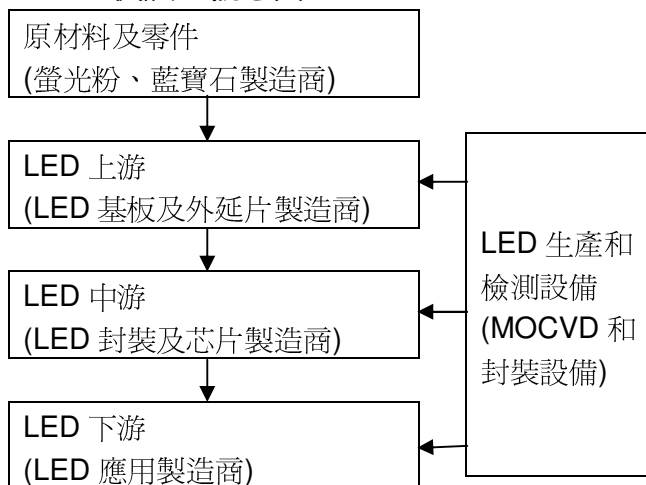 原材料及零件
(螢光粉、藍寶石製造商)
LED 上游
(LED 基板及外延片製造商)
LED 中游
(LED 封裝及芯片製造商)
LED 下游
(LED 應用製造商)
LED 生產和
檢測設備
(MOCVD 和
封裝設備)